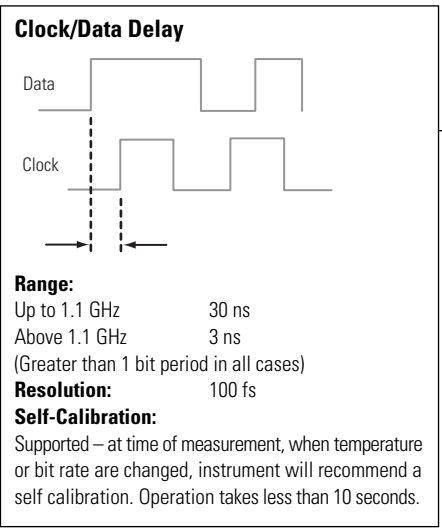 Clock/Data Delay
Data
Clock
Range:
Up to 1.1 GHz 30 ns
Above 1.1 GHz 3 ns
(Greater than 1 bit period in all cases)
Resolution: 100 fs
Self-Calibration:
Supported – at time of measurement, when temperature
or bit rate are changed, instrument will recommend a
self calibration. Operation takes less than 10 seconds.